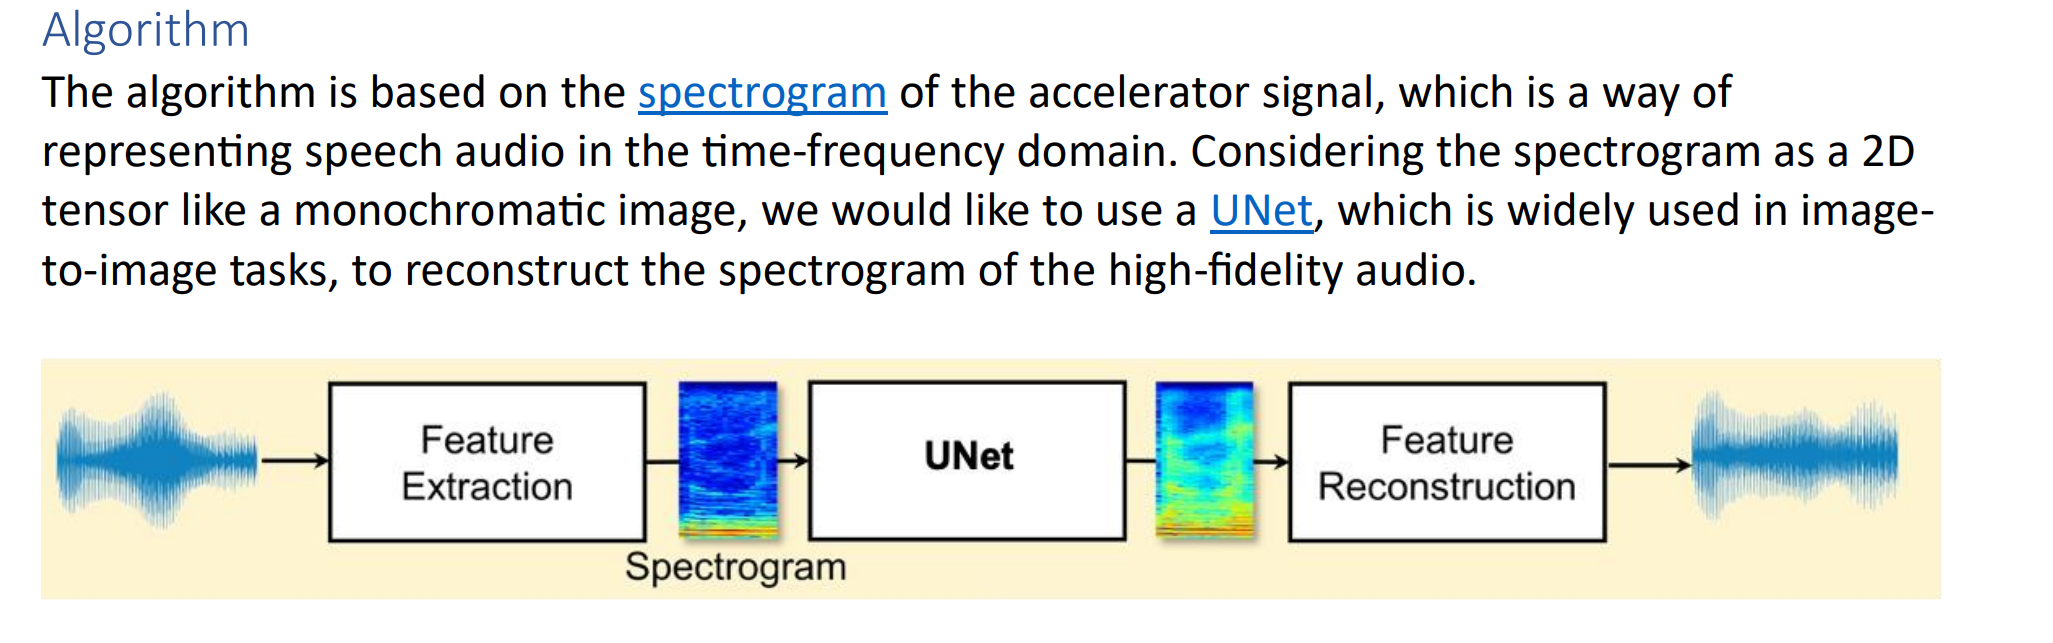 Algorithm
The algorithm is based on the spectrogram of the accelerator signal, which is a way of
representing speech audio in the time-frequency domain. Considering the spectrogram as a 2D
tensor like a monochromatic image, we would like to use a UNet, which is widely used in image-
to-image tasks, to reconstruct the spectrogram of the high-fidelity audio.
Feature
Extraction
Spectrogram
UNet
Feature
Reconstruction